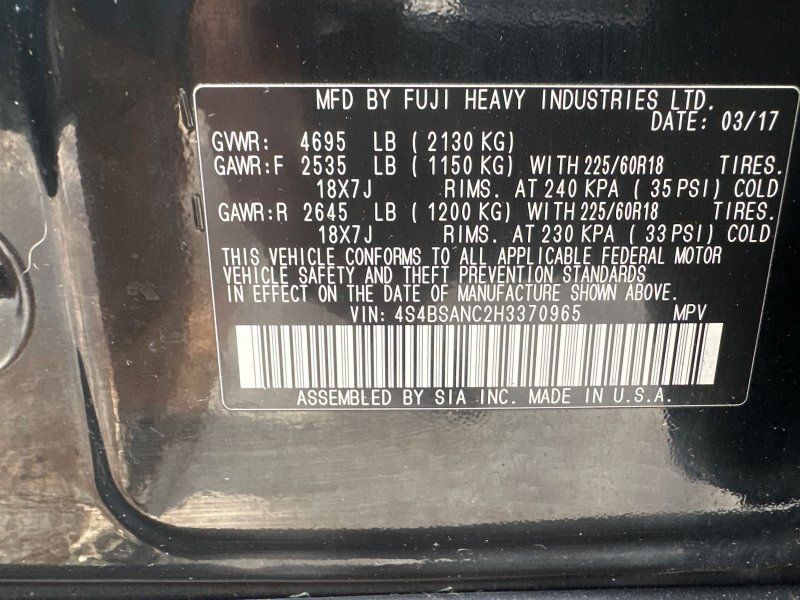 MFD BY FUJI HEAVY INDUSTRIES LTD.
DATE: 03/17
GVWR: 4695 LB ( 2130 KG)
GAWR:F 2535 LB ( 1150 KG) WITH 225/60R18 TIRES.
18X7J RIMS. AT 240 KPA ( 35 PSI) COLD
GAWR:R 2645 LB ( 1200 KG) WITH 225/60R18 TIRES.
18X7J RIMS. AT 230 KPA ( 33 PSI) COLD
THIS VEHICLE CONFORMS TO ALL APPLICABLE FEDERAL MOTOR
VEHICLE SAFETY AND THEFT PREVENTION STANDARDS
IN EFFECT ON THE DATE OF MANUFACTURE SHOWN ABOVE.
VIN: 4S4BSANC2H3370965 MPV
ASSEMBLED BY SIA INC. MADE IN U.S.A.